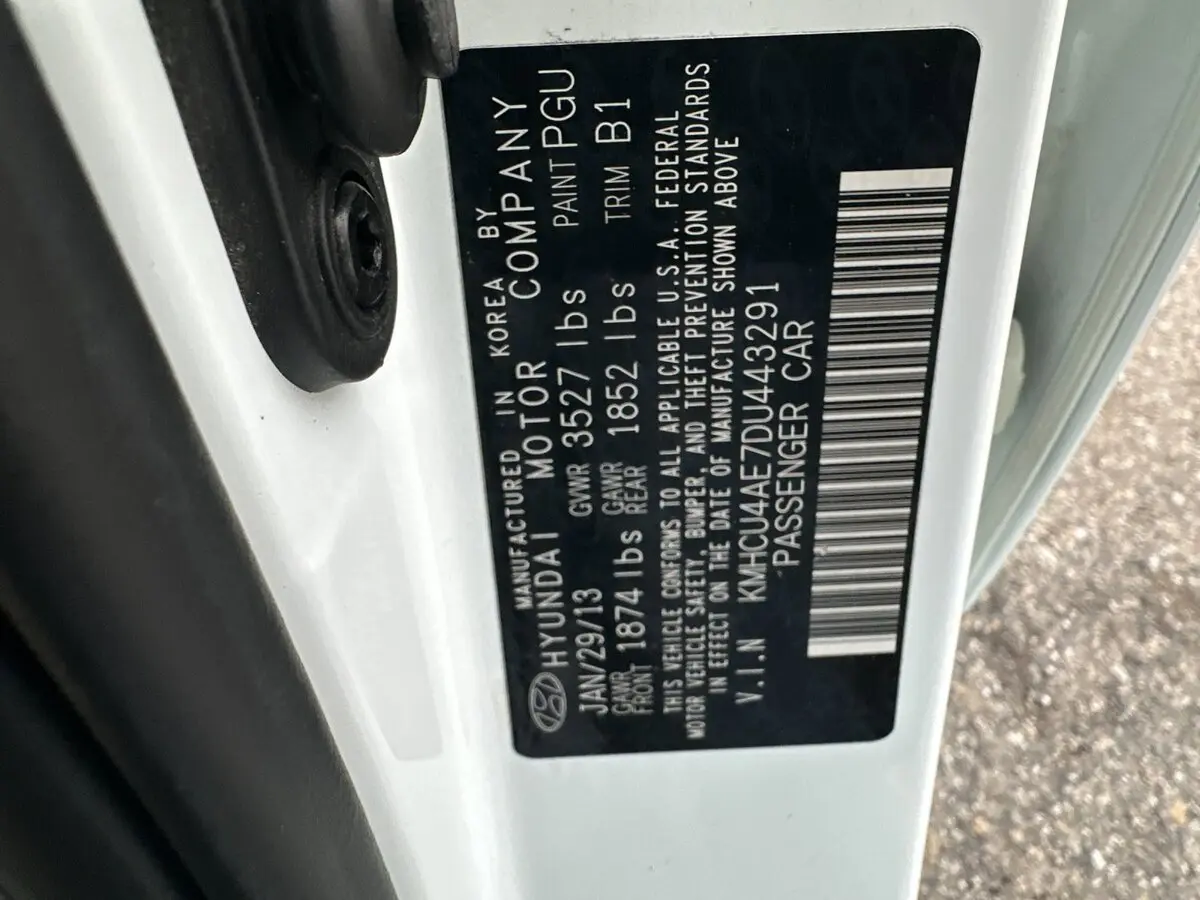 MANUFACTURED IN KOREA BY
HYUNDAI MOTOR COMPANY
JAN/29/13 GVWR 3527 lbs PAINT PGU
GAWR FRONT 1874 lbs GAWR REAR 1852 lbs TRIM B1
THIS VEHICLE CONFORMS TO ALL APPLICABLE U.S.A. FEDERAL
MOTOR VEHICLE SAFETY, BUMPER, AND THEFT PREVENTION STANDARDS
IN EFFECT ON THE DATE OF MANUFACTURE SHOWN ABOVE
V.I.N KMHCU4AE7DU443291
PASSENGER CAR